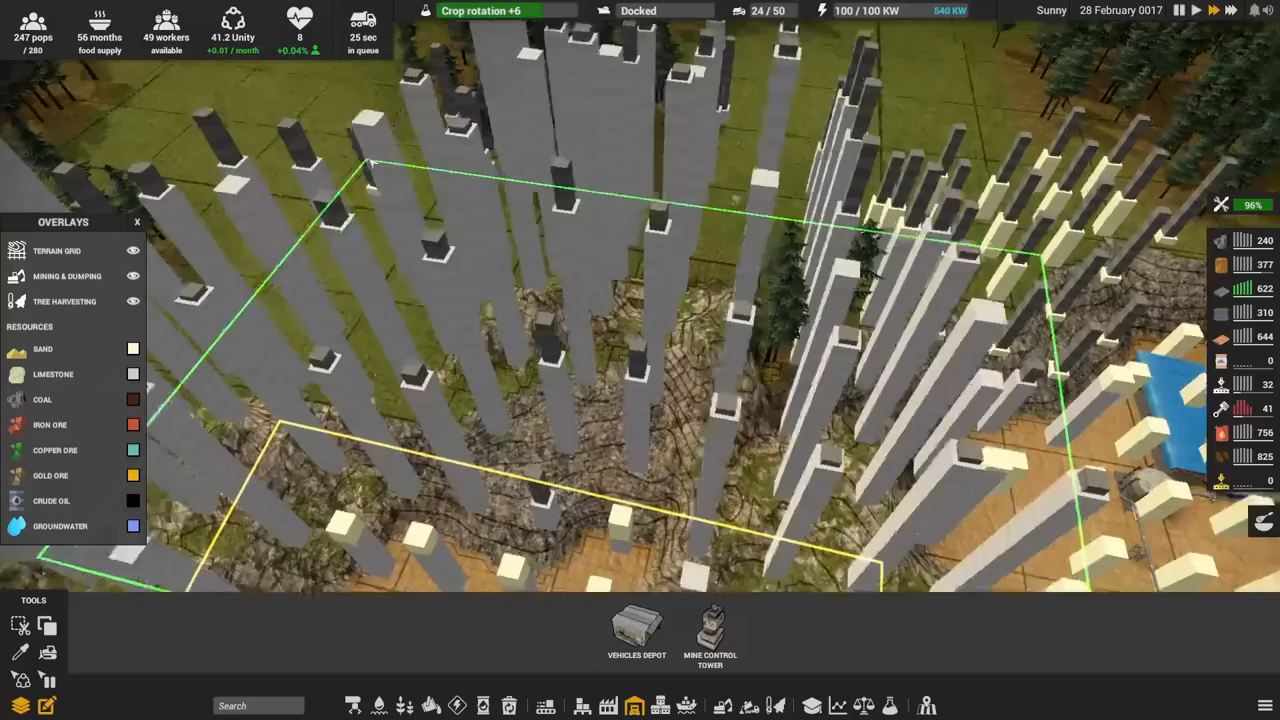 Crop rotation +6
Docked
24 / 50
100 / 100 KW
540 KW
Sunny
28 February 0017
247 pops
/ 280
56 months
food supply
49 workers
available
41.2 Unity
+0.01 / month
8
+0.04%
25 sec
in queue
96%
OVERLAYS
X
TERRAIN GRID
MINING & DUMPING
TREE HARVESTING
RESOURCES
SAND
LIMESTONE
COAL
IRON ORE
COPPER ORE
GOLD ORE
CRUDE OIL
GROUNDWATER
240
377
622
310
644
0
32
41
756
825
0
TOOLS
VEHICLES DEPOT
MINE CONTROL
TOWER
Search